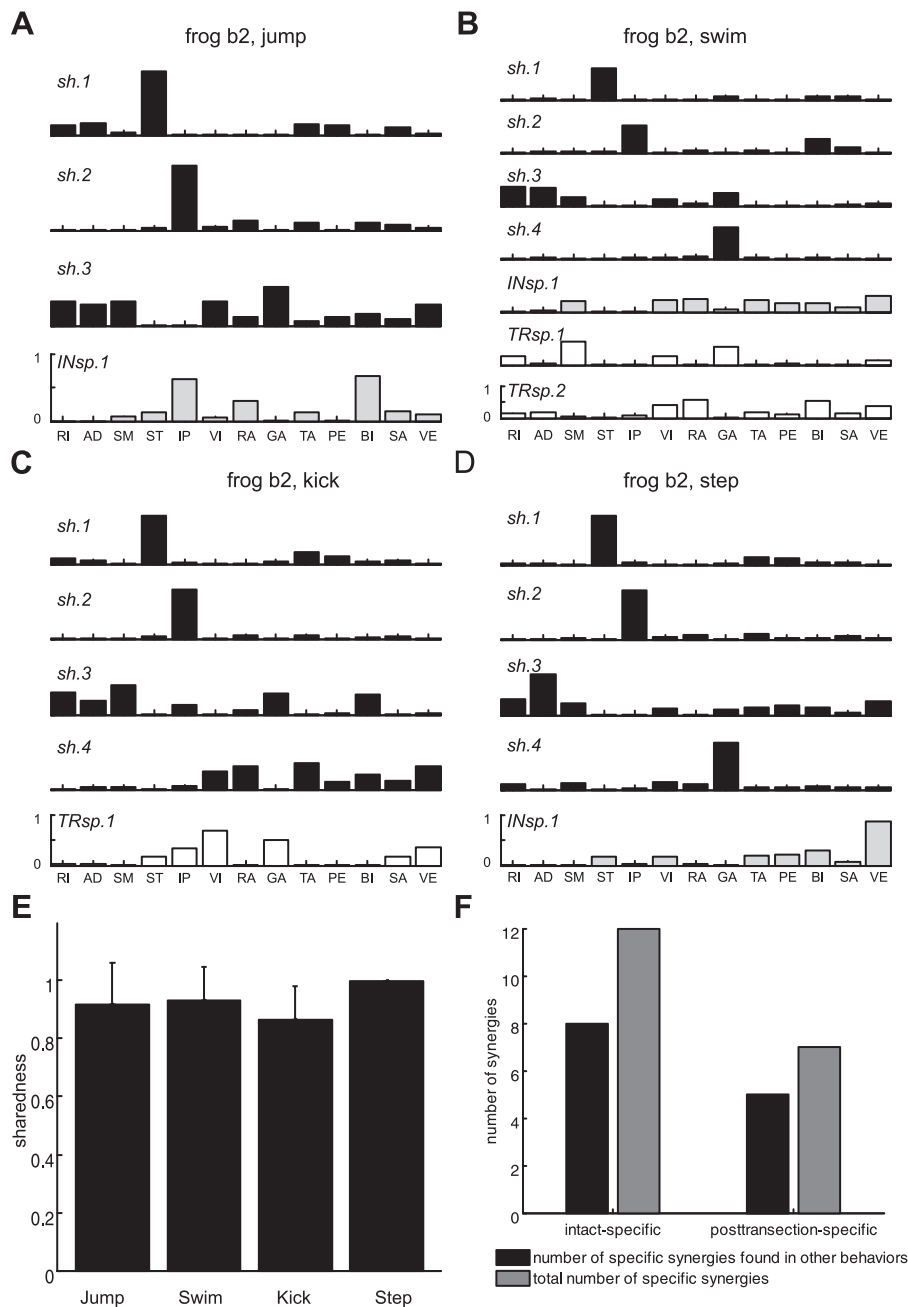 A
frog b2, jump
sh.1
sh.2
sh.3
INsp.1
1
0
RI AD SM ST IP VI RA GA TA PE BI SA VE
B
frog b2, swim
sh.1
sh.2
sh.3
sh.4
INsp.1
TRsp.1
TRsp.2
1
0
RI AD SM ST IP VI RA GA TA PE BI SA VE
C
frog b2, kick
sh.1
sh.2
sh.3
sh.4
TRsp.1
1
0
RI AD SM ST IP VI RA GA TA PE BI SA VE
D
frog b2, step
sh.1
sh.2
sh.3
sh.4
INsp.1
1
0
RI AD SM ST IP VI RA GA TA PE BI SA VE
E
sharedness
1
0.8
0.6
0.4
0.2
0
Jump Swim Kick Step
F
number of synergies
12
10
8
6
4
2
0
intact-specific posttransection-specific
number of specific synergies found in other behaviors
total number of specific synergies